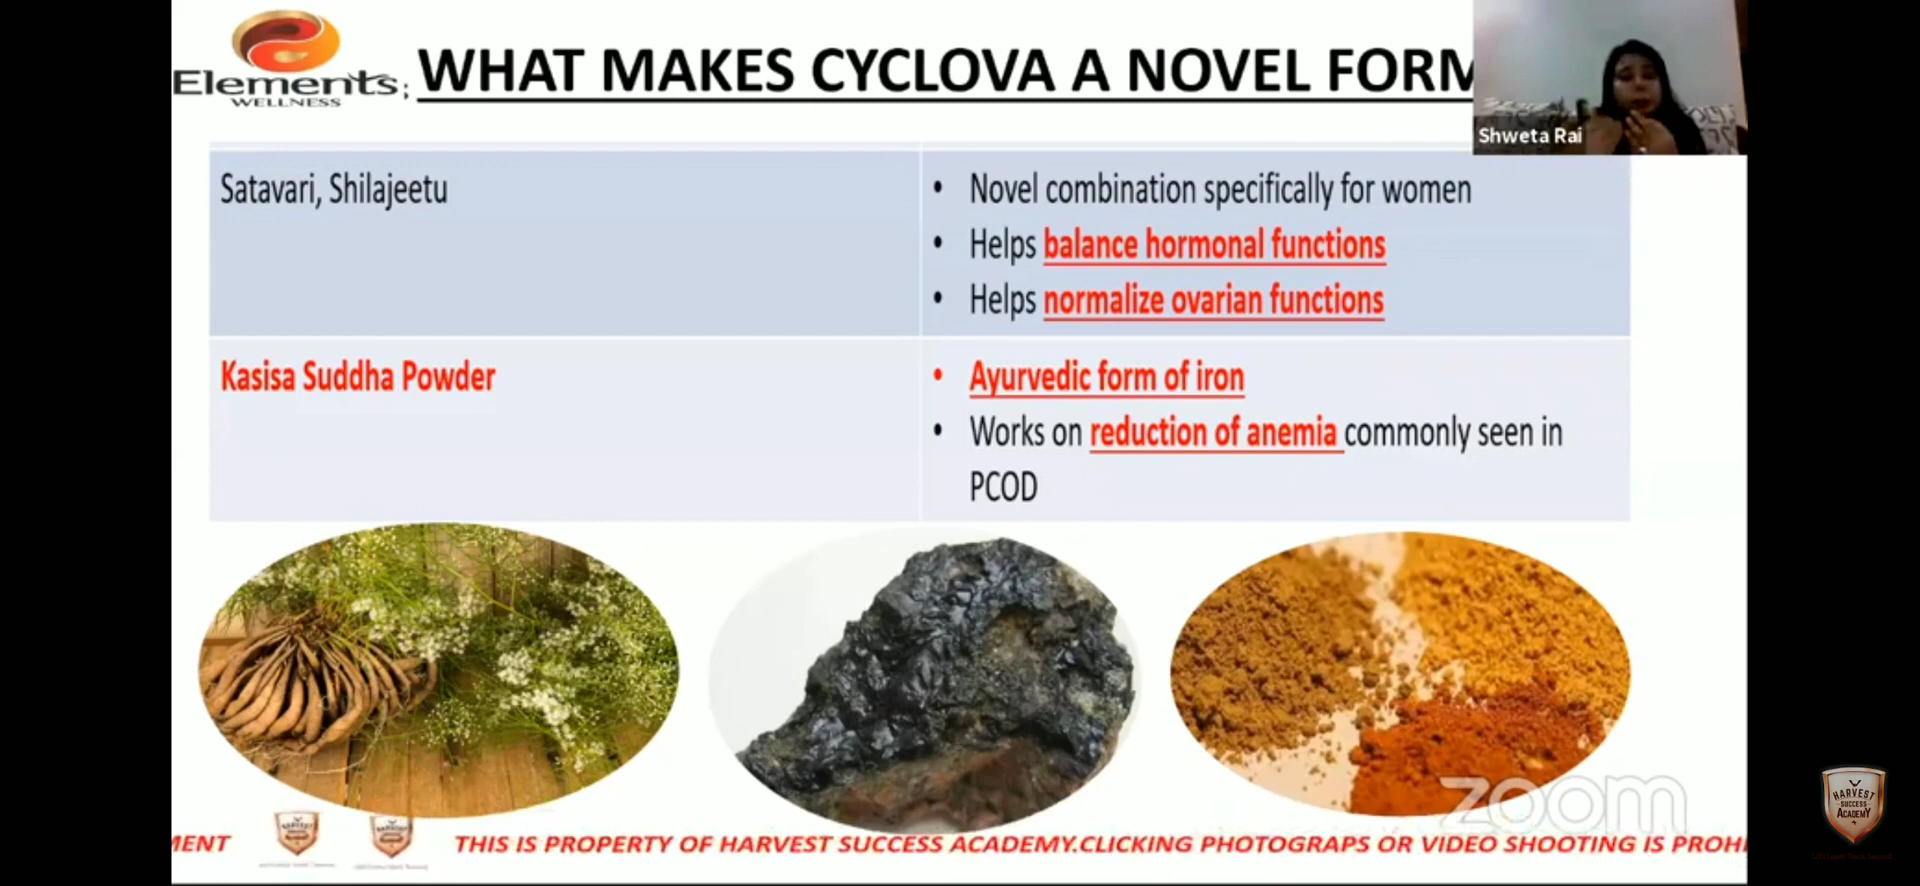 Elements
WELLNESS
; WHAT MAKES CYCLOVA A NOVEL FORM
Shweta Rai
Satavari, Shilajeetu
• Novel combination specifically for women
• Helps balance hormonal functions
• Helps normalize ovarian functions
Kasisa Suddha Powder
• Ayurvedic form of iron
• Works on reduction of anemia commonly seen in
PCOD
zoom
HARVEST
SUCCESS
ACADEMY
MENT
THIS IS PROPERTY OF HARVEST SUCCESS ACADEMY.CLICKING PHOTOGRAPS OR VIDEO SHOOTING IS PROHI